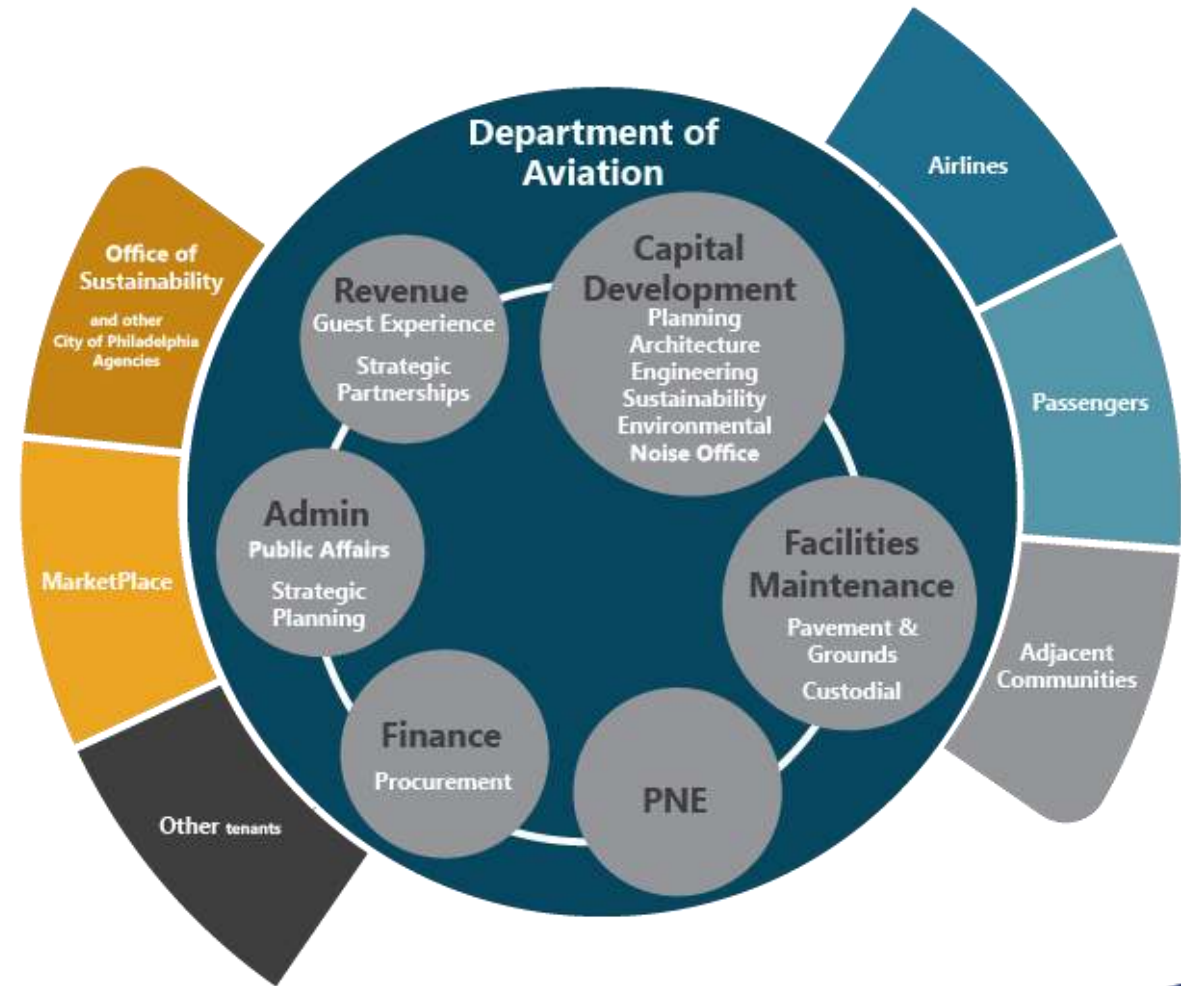 Department of
Aviation
Revenue
Guest Experience
Strategic
Partnerships
Capital
Development
Planning
Architecture
Engineering
Sustainability
Environmental
Noise Office
Admin
Public Affairs
Strategic
Planning
Facilities
Maintenance
Pavement &
Grounds
Custodial
Finance
Procurement
PNE
Office of
Sustainability
and other
City of Philadelphia
Agencies
MarketPlace
Other tenants
Airlines
Passengers
Adjacent
Communities